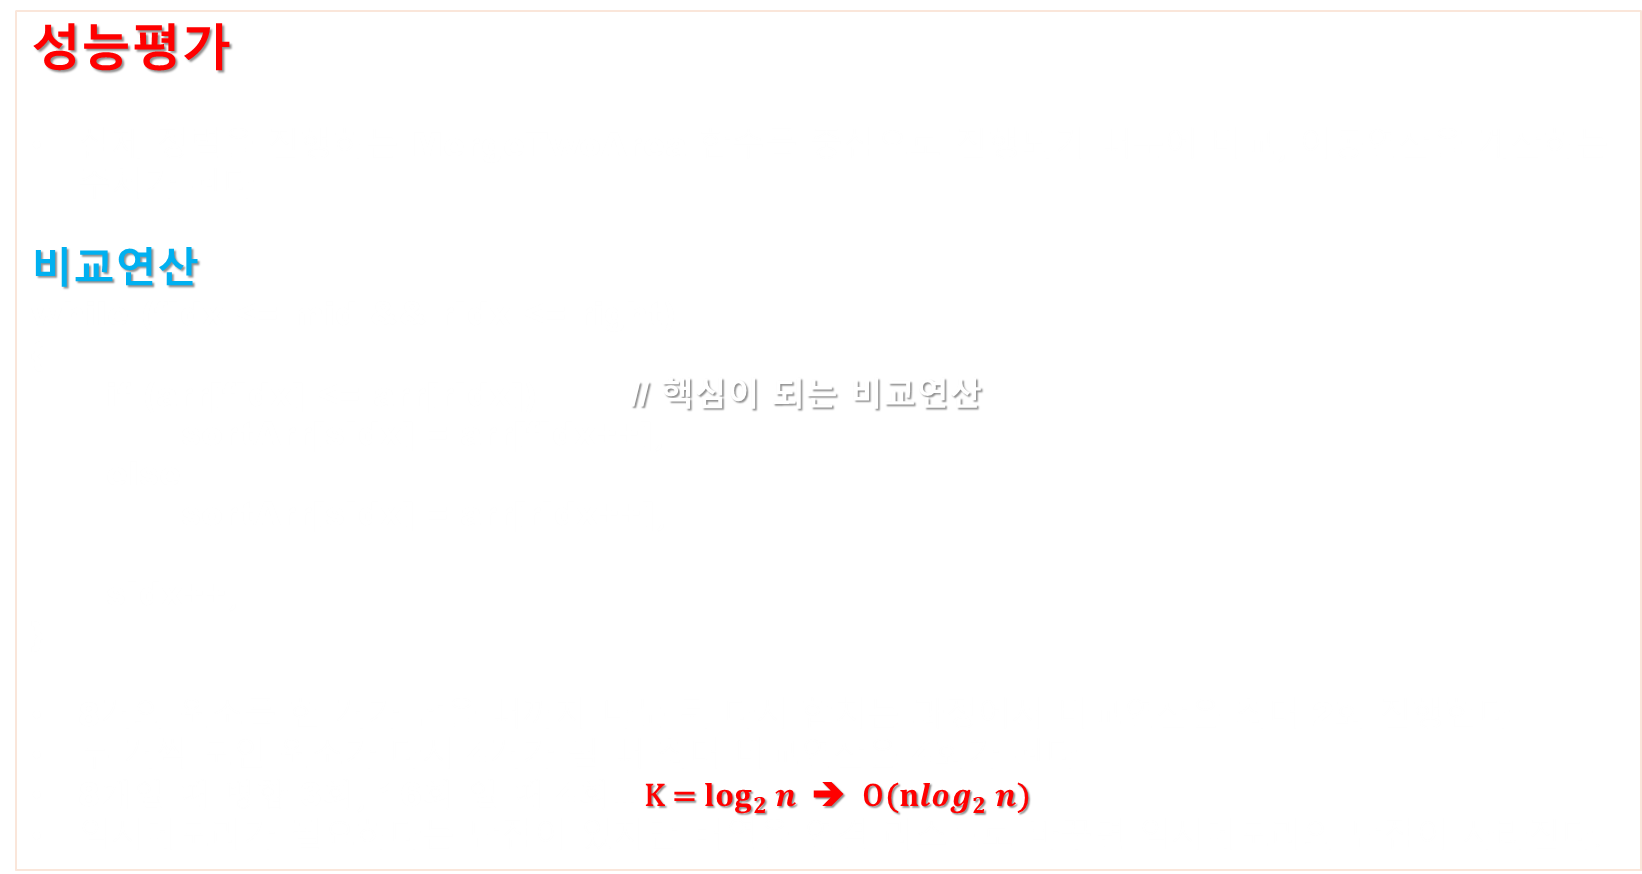 성능평가
비교연산
// 핵심이 되는 비교연산
K = log₂ n ➔ O(nlog₂ n)